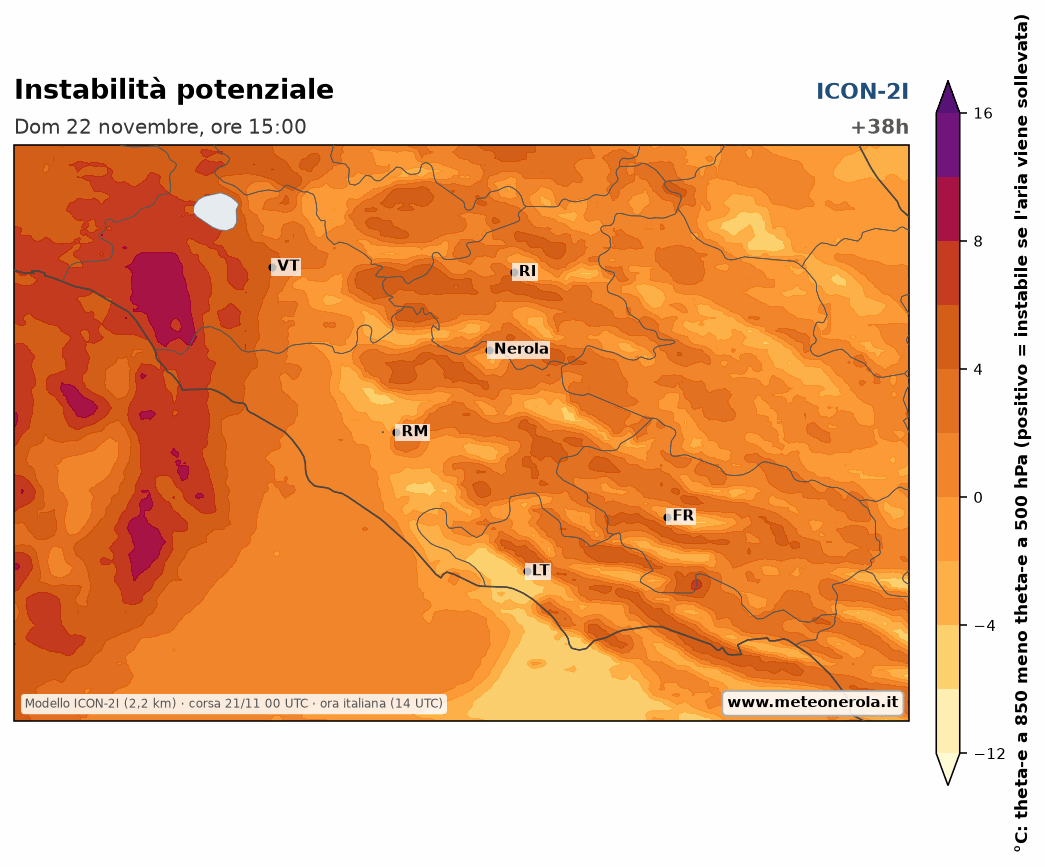 Instabilità potenziale
ICON-2I
Dom 22 novembre, ore 15:00
+38h
VT
RI
Nerola
RM
FR
LT
Modello ICON-2I (2,2 km) · corsa 21/11 00 UTC · ora italiana (14 UTC)
www.meteonerola.it
16
8
4
0
−4
−12
°C: theta-e a 850 meno theta-e a 500 hPa (positivo = instabile se l'aria viene sollevata)